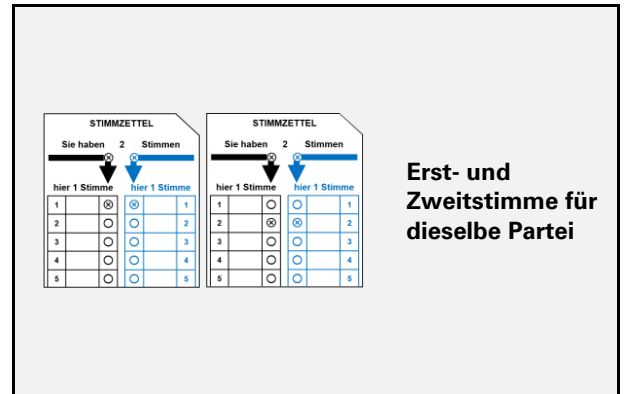 STIMMZETTEL
Sie haben 2 Stimmen
hier 1 Stimme hier 1 Stimme
1 1
2 2
3 3
4 4
5 5
STIMMZETTEL
Sie haben 2 Stimmen
hier 1 Stimme hier 1 Stimme
1 1
2 2
3 3
4 4
5 5
Erst- und
Zweitstimme für
dieselbe Partei